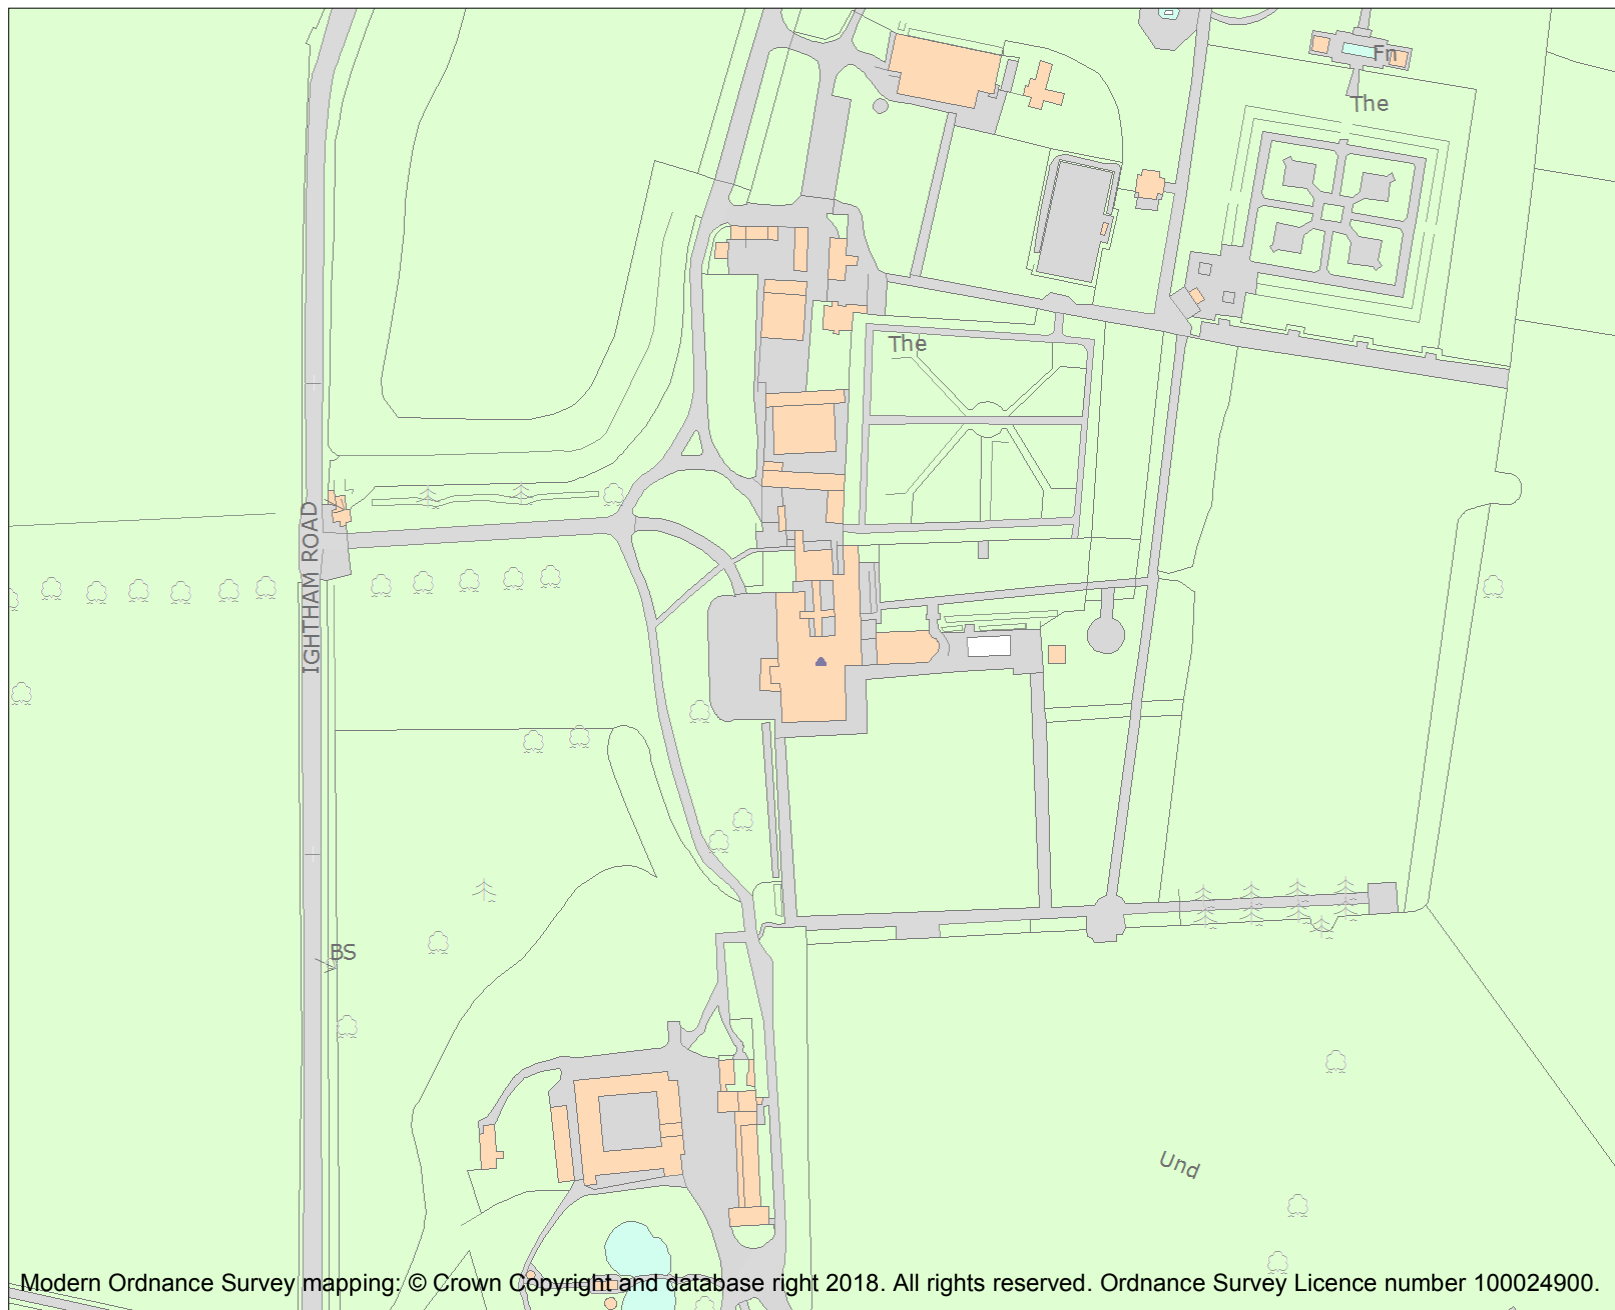 Fn
The
The
IGHTHAM ROAD
BS
Und
Modern Ordnance Survey mapping: © Crown Copyright and database right 2018. All rights reserved. Ordnance Survey Licence number 100024900.